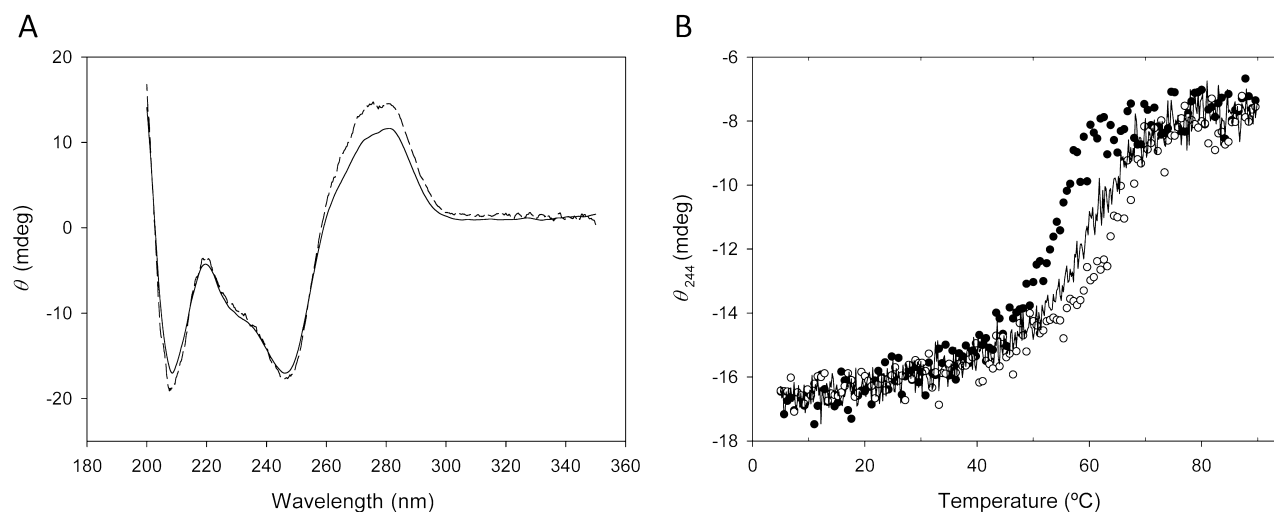 A
20
10
0
-10
-20
θ (mdeg)
180 200 220 240 260 280 300 320 340 360
Wavelength (nm)
B
-6
-8
-10
-12
-14
-16
-18
θ244 (mdeg)
0 20 40 60 80
Temperature (ºC)